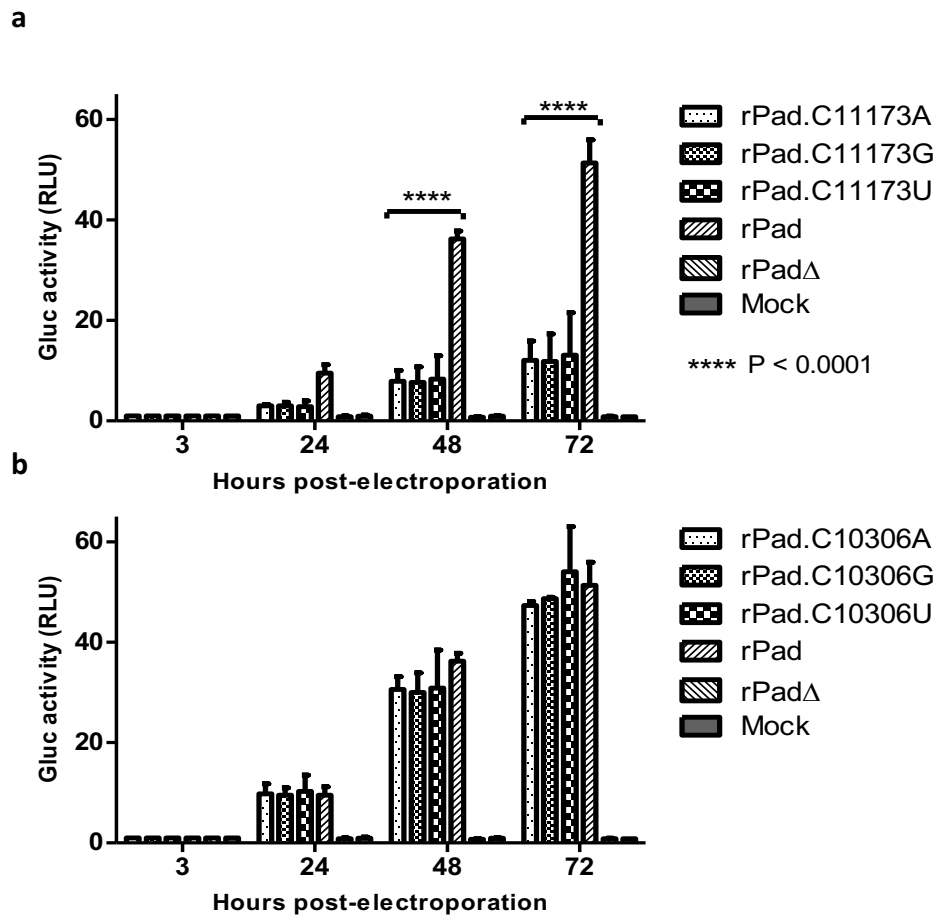 a
60
40
20
0
Gluc activity (RLU)
****
****
3 24 48 72
Hours post-electroporation
rPad.C11173A
rPad.C11173G
rPad.C11173U
rPad
rPad∆
Mock
**** P < 0.0001
b
60
40
20
0
Gluc activity (RLU)
3 24 48 72
Hours post-electroporation
rPad.C10306A
rPad.C10306G
rPad.C10306U
rPad
rPad∆
Mock